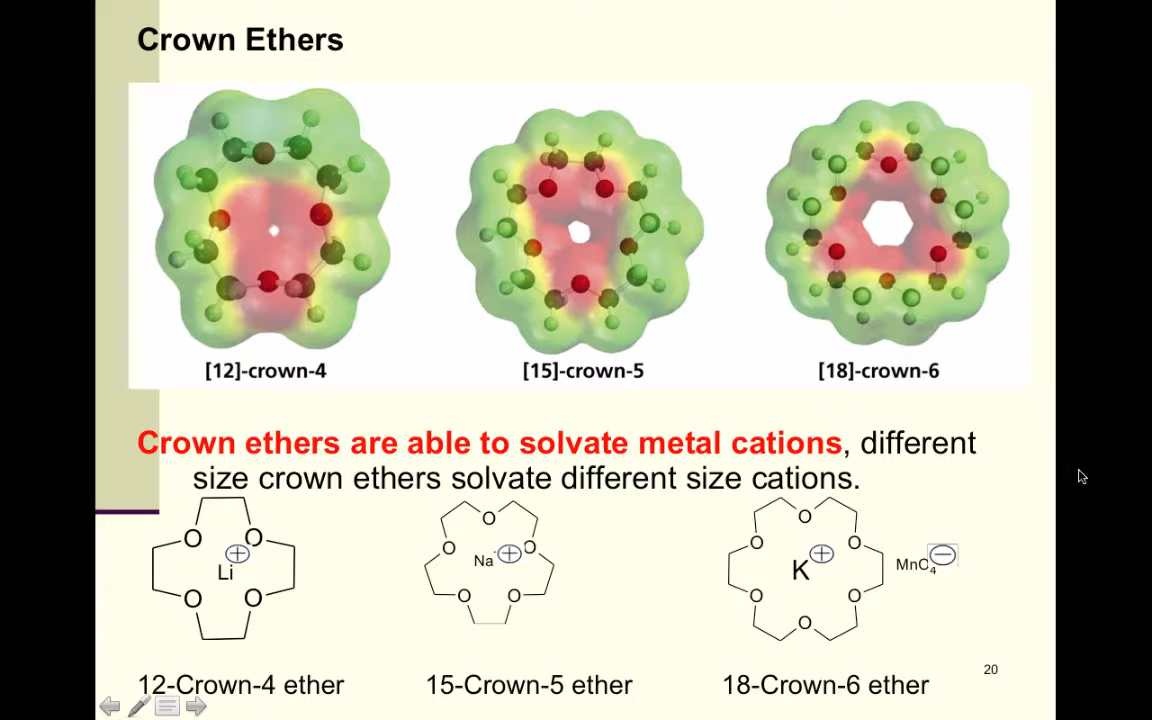 Crown Ethers
[12]-crown-4
[15]-crown-5
[18]-crown-6
Crown ethers are able to solvate metal cations, different
size crown ethers solvate different size cations.
O O
Li +
O O
O
O O
Na +
O O
O
O O
K + MnO4 −
O O
O
12-Crown-4 ether
15-Crown-5 ether
18-Crown-6 ether
20